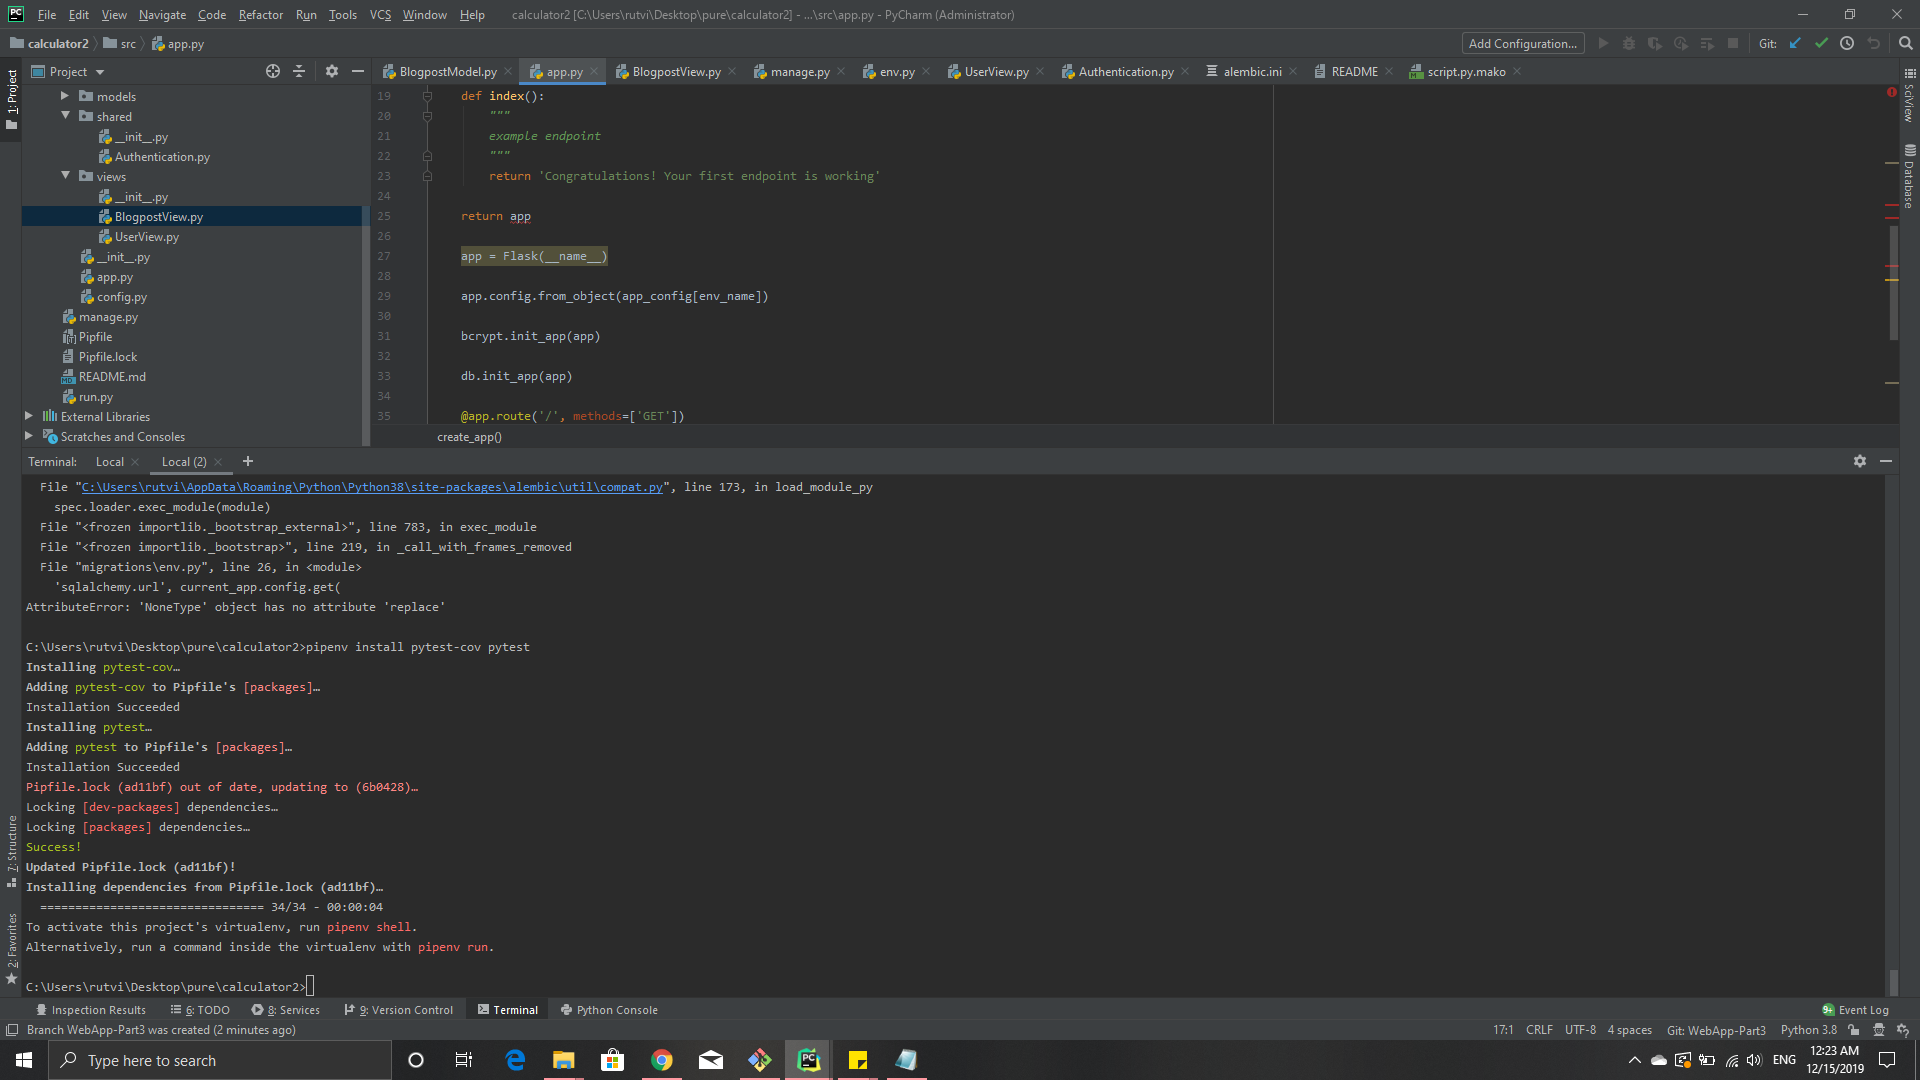 PC File Edit View Navigate Code Refactor Run Tools VCS Window Help calculator2 [C:\Users\rutvi\Desktop\pure\calculator2] - ...\src\app.py - PyCharm (Administrator)
calculator2 src app.py Add Configuration... Git:
1: Project
Project
BlogpostModel.py app.py BlogpostView.py manage.py env.py UserView.py Authentication.py alembic.ini README script.py.mako
models
shared
__init__.py
Authentication.py
views
__init__.py
BlogpostView.py
UserView.py
__init__.py
app.py
config.py
manage.py
Pipfile
Pipfile.lock
README.md
run.py
External Libraries
Scratches and Consoles
19 def index():
20 """
21 example endpoint
22 """
23 return 'Congratulations! Your first endpoint is working'
24
25 return app
26
27 app = Flask(__name__)
28
29 app.config.from_object(app_config[env_name])
30
31 bcrypt.init_app(app)
32
33 db.init_app(app)
34
35 @app.route('/', methods=['GET'])
create_app()
SciView
Database
Terminal: Local Local (2) +
File "C:\Users\rutvi\AppData\Roaming\Python\Python38\site-packages\alembic\util\compat.py", line 173, in load_module_py
spec.loader.exec_module(module)
File "<frozen importlib._bootstrap_external>", line 783, in exec_module
File "<frozen importlib._bootstrap>", line 219, in _call_with_frames_removed
File "migrations\env.py", line 26, in <module>
'sqlalchemy.url', current_app.config.get(
AttributeError: 'NoneType' object has no attribute 'replace'
C:\Users\rutvi\Desktop\pure\calculator2>pipenv install pytest-cov pytest
Installing pytest-cov…
Adding pytest-cov to Pipfile's [packages]…
Installation Succeeded
Installing pytest…
Adding pytest to Pipfile's [packages]…
Installation Succeeded
Pipfile.lock (ad11bf) out of date, updating to (6b0428)…
Locking [dev-packages] dependencies…
Locking [packages] dependencies…
Success!
Updated Pipfile.lock (ad11bf)!
Installing dependencies from Pipfile.lock (ad11bf)…
================================ 34/34 - 00:00:04
To activate this project's virtualenv, run pipenv shell.
Alternatively, run a command inside the virtualenv with pipenv run.
C:\Users\rutvi\Desktop\pure\calculator2>
7: Structure
2: Favorites
Inspection Results 6: TODO 8: Services 9: Version Control Terminal Python Console 9+ Event Log
Branch WebApp-Part3 was created (2 minutes ago) 17:1 CRLF UTF-8 4 spaces Git: WebApp-Part3 Python 3.8
Type here to search PC ENG 12:23 AM
12/15/2019